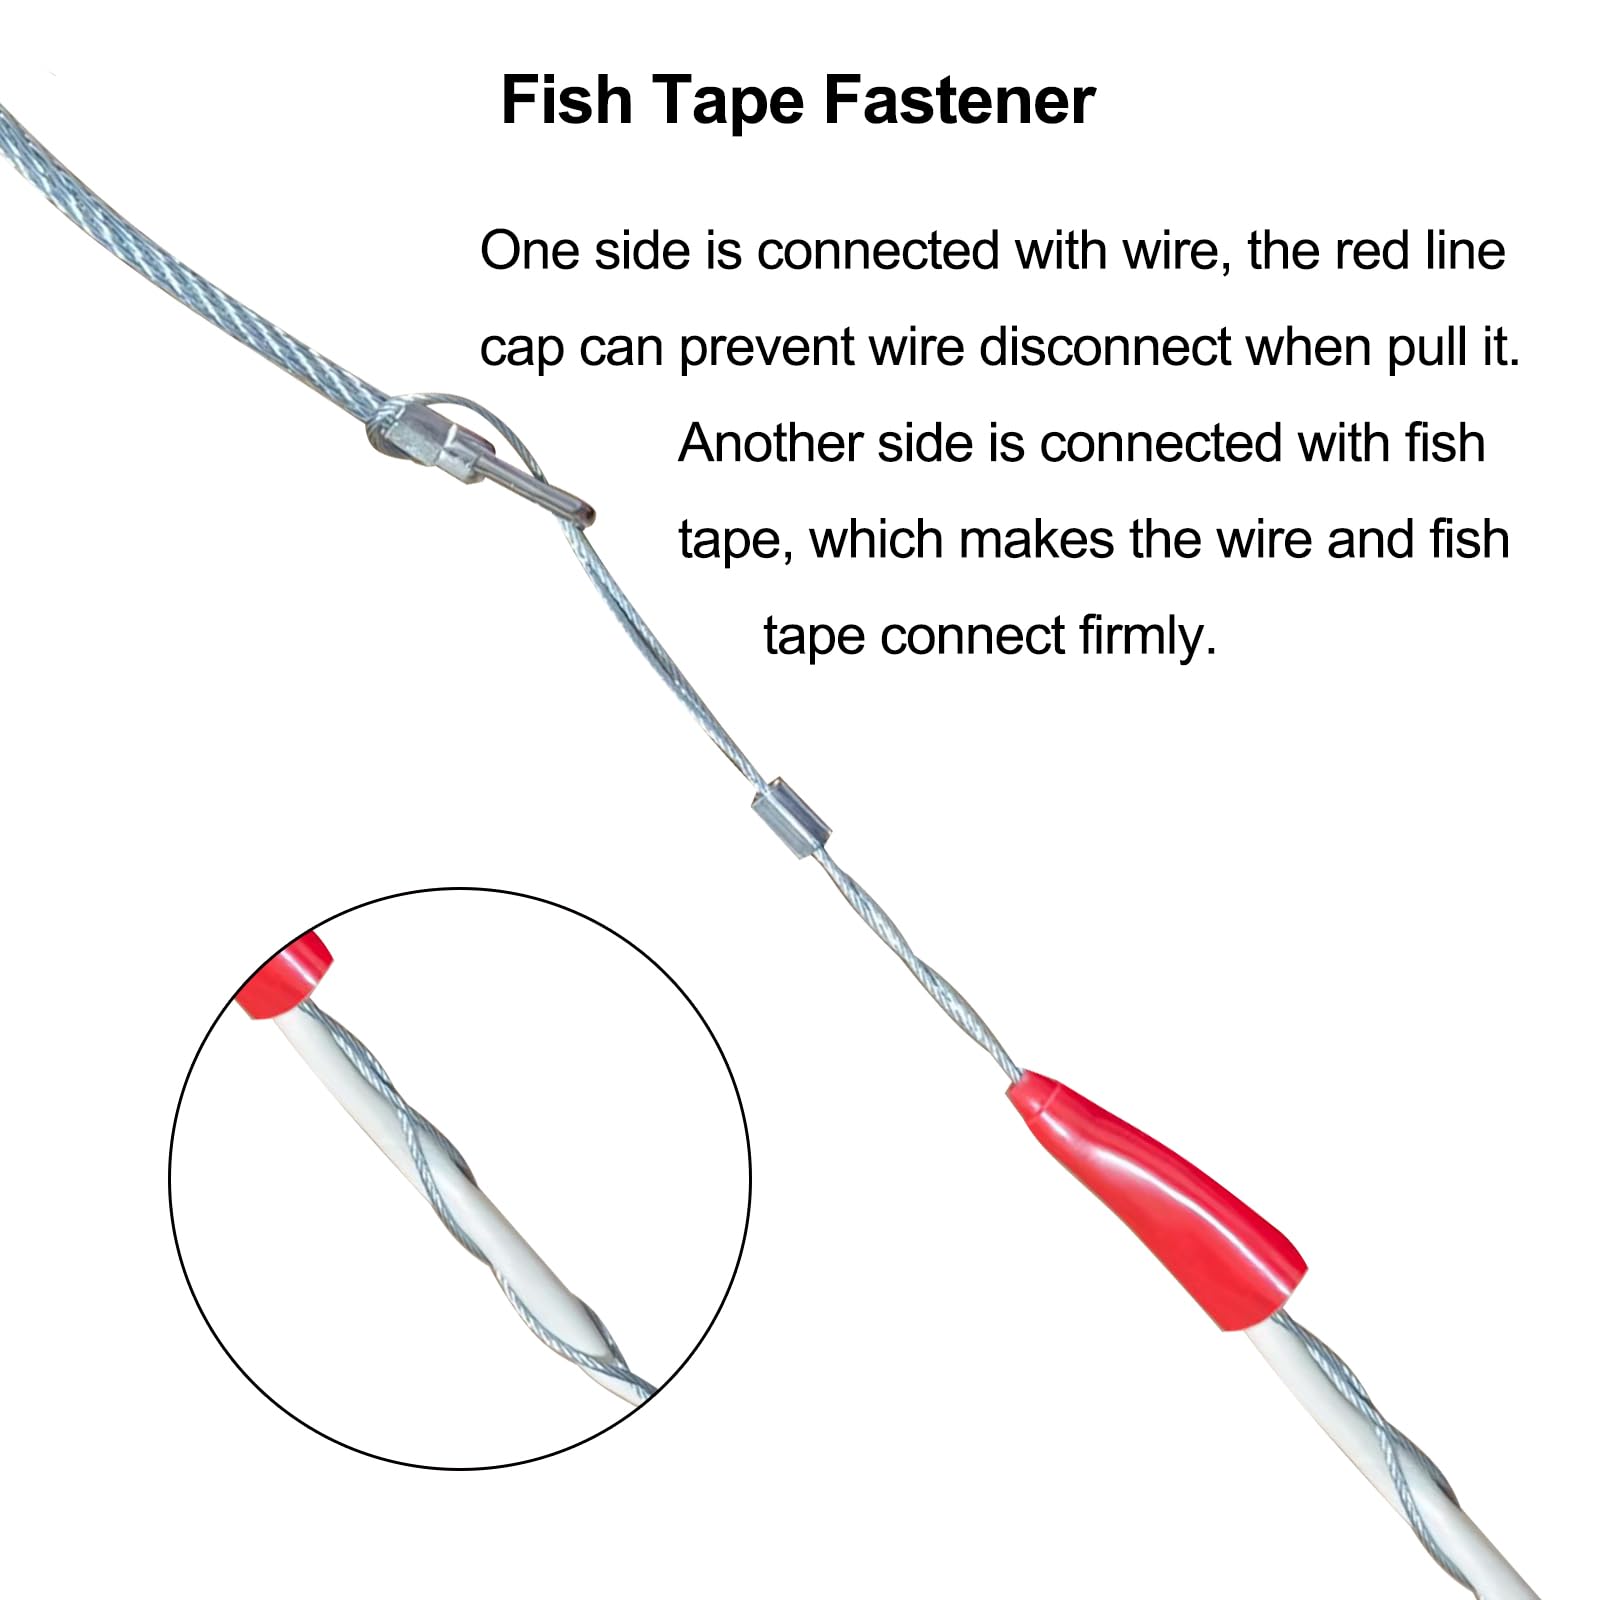 Fish Tape Fastener
One side is connected with wire, the red line
cap can prevent wire disconnect when pull it.
Another side is connected with fish
tape, which makes the wire and fish
tape connect firmly.